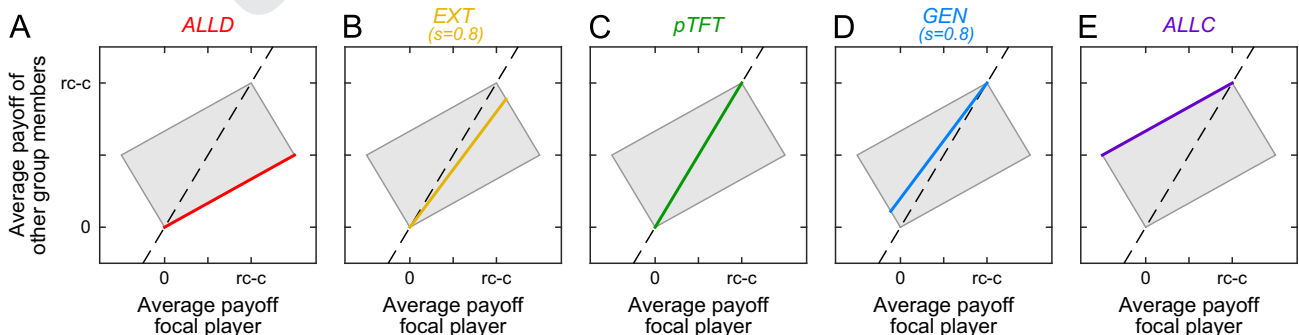 A
ALLD
B
EXT
(s=0.8)
C
pTFT
D
GEN
(s=0.8)
E
ALLC
Average payoff of
other group members
rc-c
0
0
rc-c
Average payoff
focal player
0
rc-c
Average payoff
focal player
0
rc-c
Average payoff
focal player
0
rc-c
Average payoff
focal player
0
rc-c
Average payoff
focal player